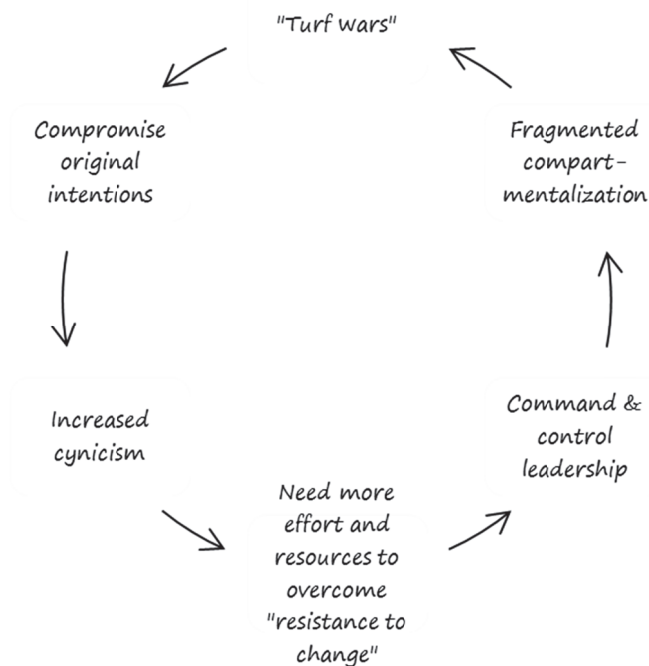 "Turf wars"
Compromise
original
intentions
Fragmented
compart-
mentalization
Increased
cynicism
Command &
control
leadership
Need more
effort and
resources to
overcome
"resistance to
change"